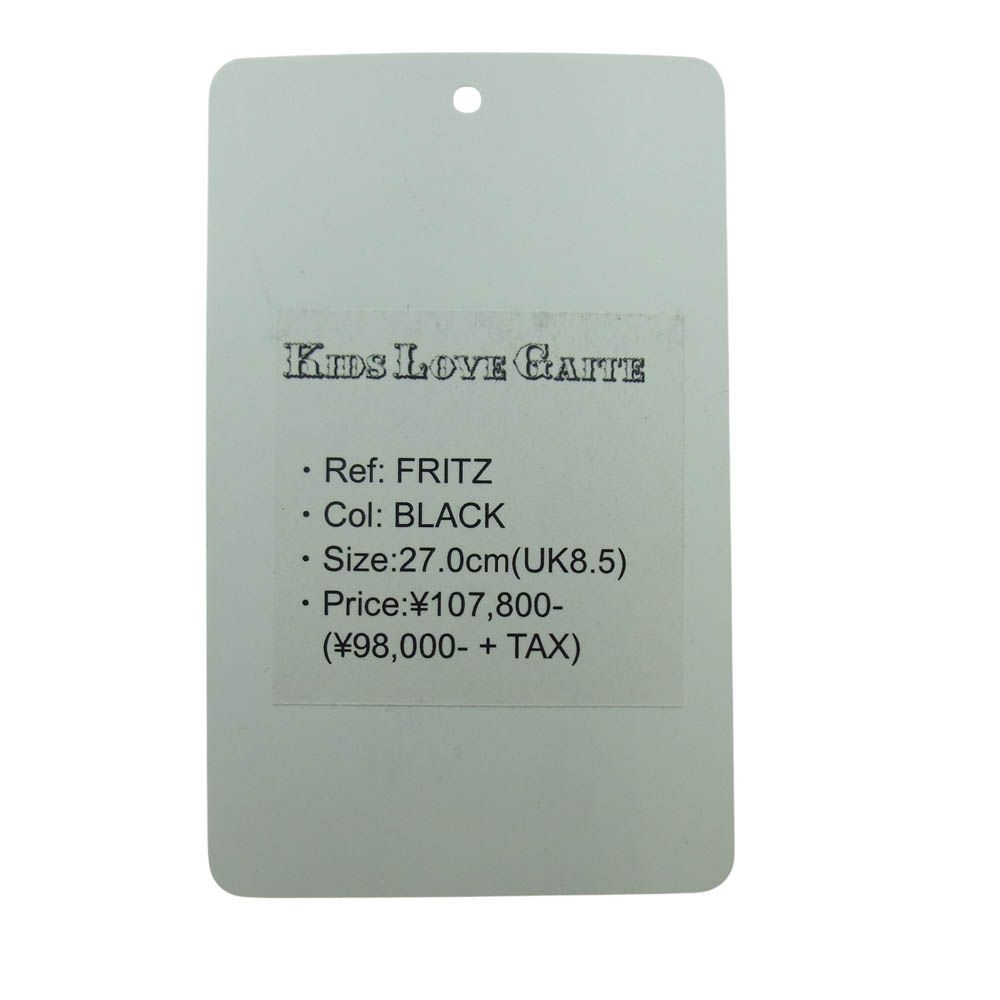 KIDS LOVE GAITE
・Ref: FRITZ
・Col: BLACK
・Size:27.0cm(UK8.5)
・Price:¥107,800-
(¥98,000- + TAX)